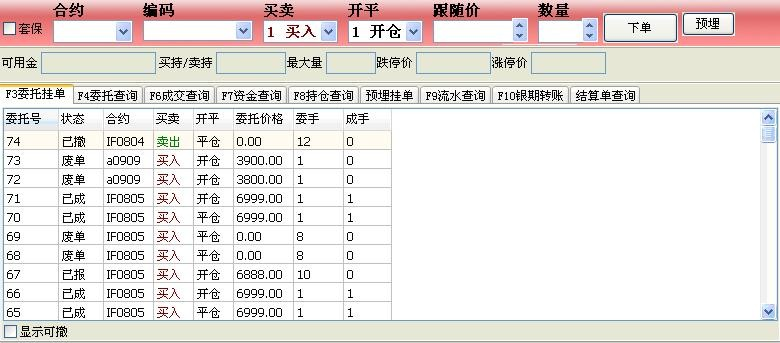 合约 编码 买卖 开平 跟随价 数量
套保 1 买入 1 开仓 下单 预埋
可用金 买持/卖持 最大量 跌停价 涨停价
F3委托挂单 F4委托查询 F6成交查询 F7资金查询 F8持仓查询 预埋挂单 F9流水查询 F10银期转账 结算单查询
委托号 状态 合约 买卖 开平 委托价格 委手 成手
74 已撤 IF0804 卖出 平仓 0.00 12 0
73 废单 a0909 买入 开仓 3900.00 1 0
72 废单 a0909 买入 开仓 3800.00 1 0
71 已成 IF0805 买入 开仓 6999.00 1 1
70 已成 IF0805 买入 平仓 6999.00 1 1
69 废单 IF0805 买入 平仓 0.00 8 0
68 废单 IF0805 买入 平仓 0.00 8 0
67 已报 IF0805 买入 开仓 6888.00 10 0
66 已成 IF0805 买入 开仓 6999.00 1 1
65 已成 IF0805 买入 平仓 6999.00 1 1
显示可撤